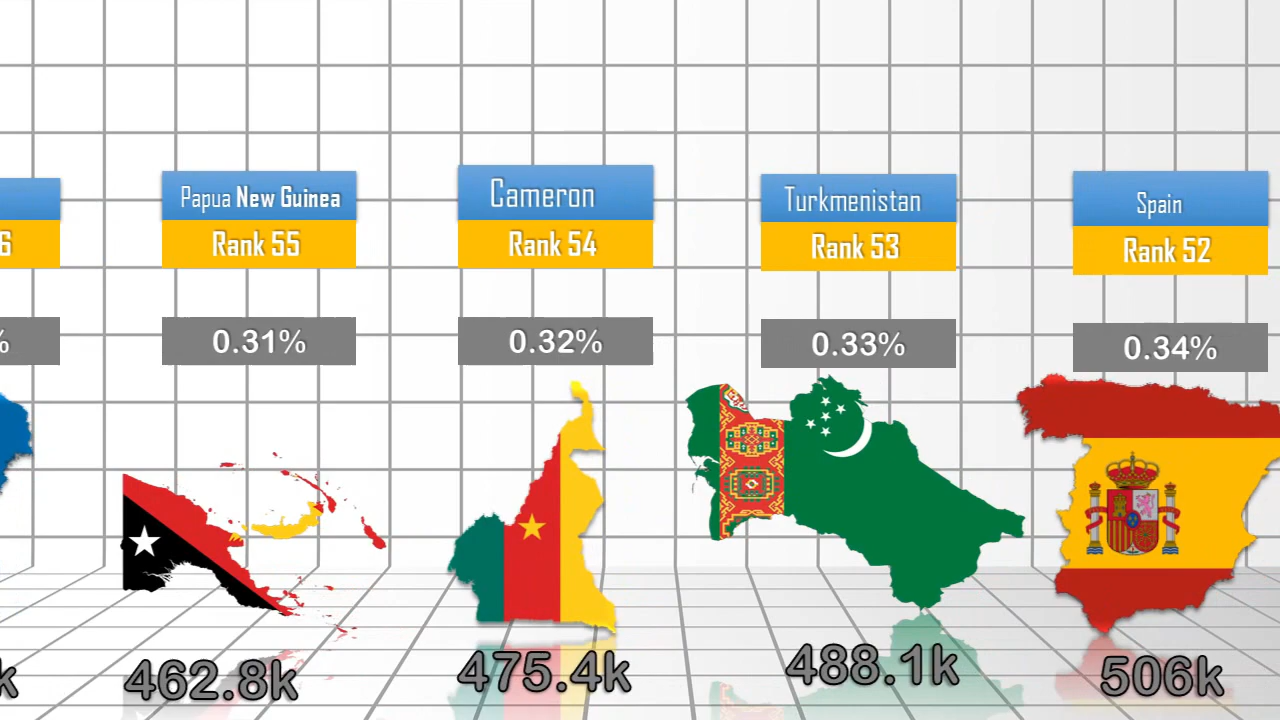 6
%
k
Papua New Guinea
Rank 55
0.31%
462.8k
Cameron
Rank 54
0.32%
475.4k
Turkmenistan
Rank 53
0.33%
488.1k
Spain
Rank 52
0.34%
506k